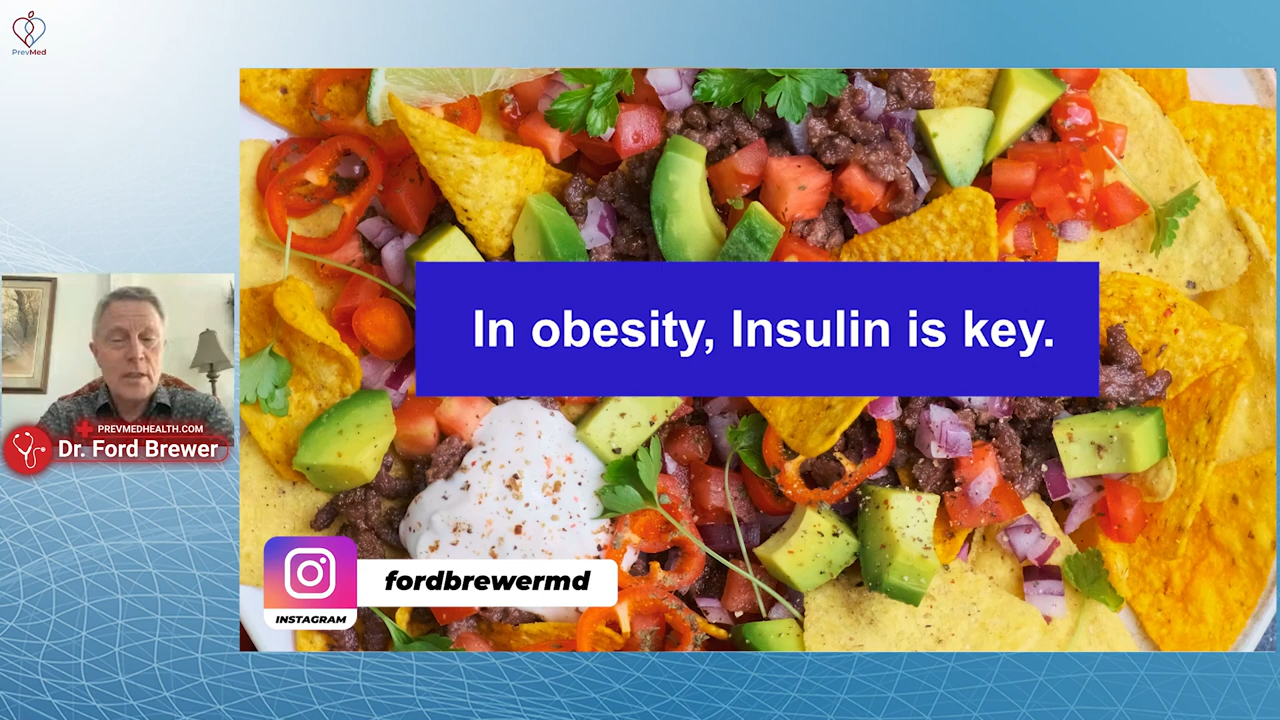 PrevMed
In obesity, Insulin is key.
PREVMEDHEALTH.COM
Dr. Ford Brewer
fordbrewermd
INSTAGRAM